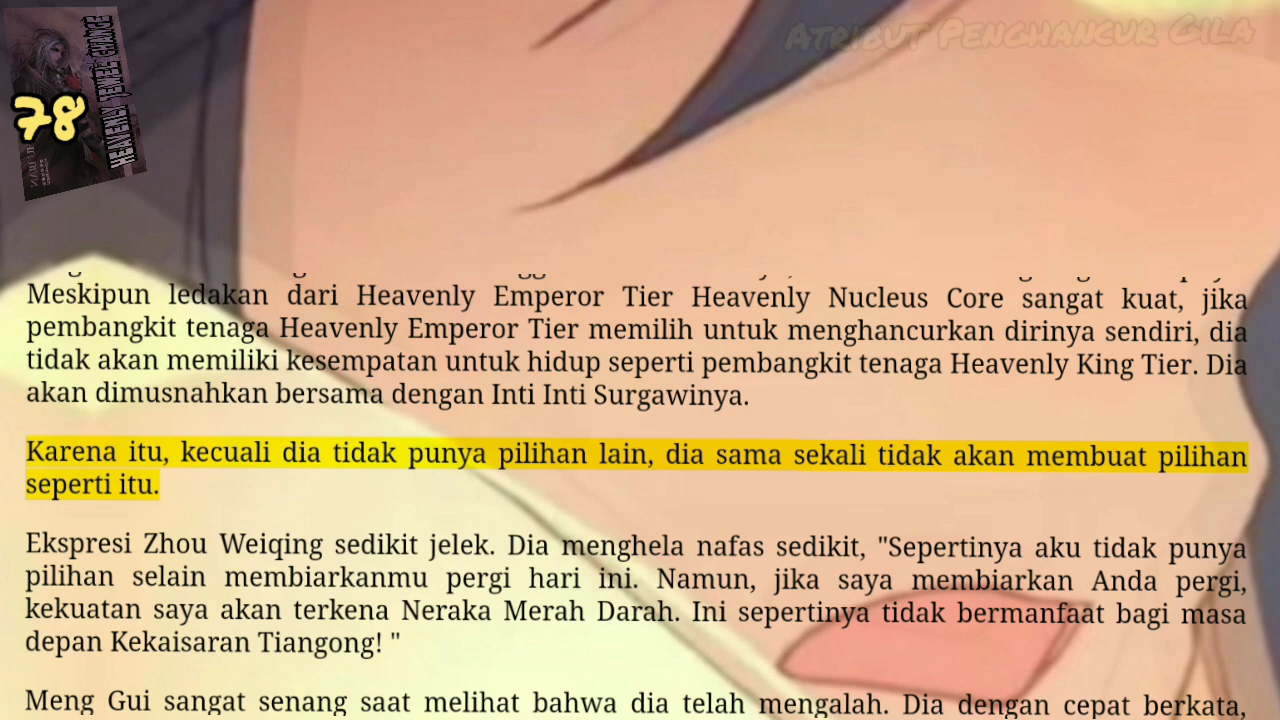 Atribut Penghancur Gila
78
HEAVENLY JEWEL CHANGE
Meskipun ledakan dari Heavenly Emperor Tier Heavenly Nucleus Core sangat kuat, jika
pembangkit tenaga Heavenly Emperor Tier memilih untuk menghancurkan dirinya sendiri, dia
tidak akan memiliki kesempatan untuk hidup seperti pembangkit tenaga Heavenly King Tier. Dia
akan dimusnahkan bersama dengan Inti Inti Surgawinya.
Karena itu, kecuali dia tidak punya pilihan lain, dia sama sekali tidak akan membuat pilihan
seperti itu.
Ekspresi Zhou Weiqing sedikit jelek. Dia menghela nafas sedikit, "Sepertinya aku tidak punya
pilihan selain membiarkanmu pergi hari ini. Namun, jika saya membiarkan Anda pergi,
kekuatan saya akan terkena Neraka Merah Darah. Ini sepertinya tidak bermanfaat bagi masa
depan Kekaisaran Tiangong! "
Meng Gui sangat senang saat melihat bahwa dia telah mengalah. Dia dengan cepat berkata,